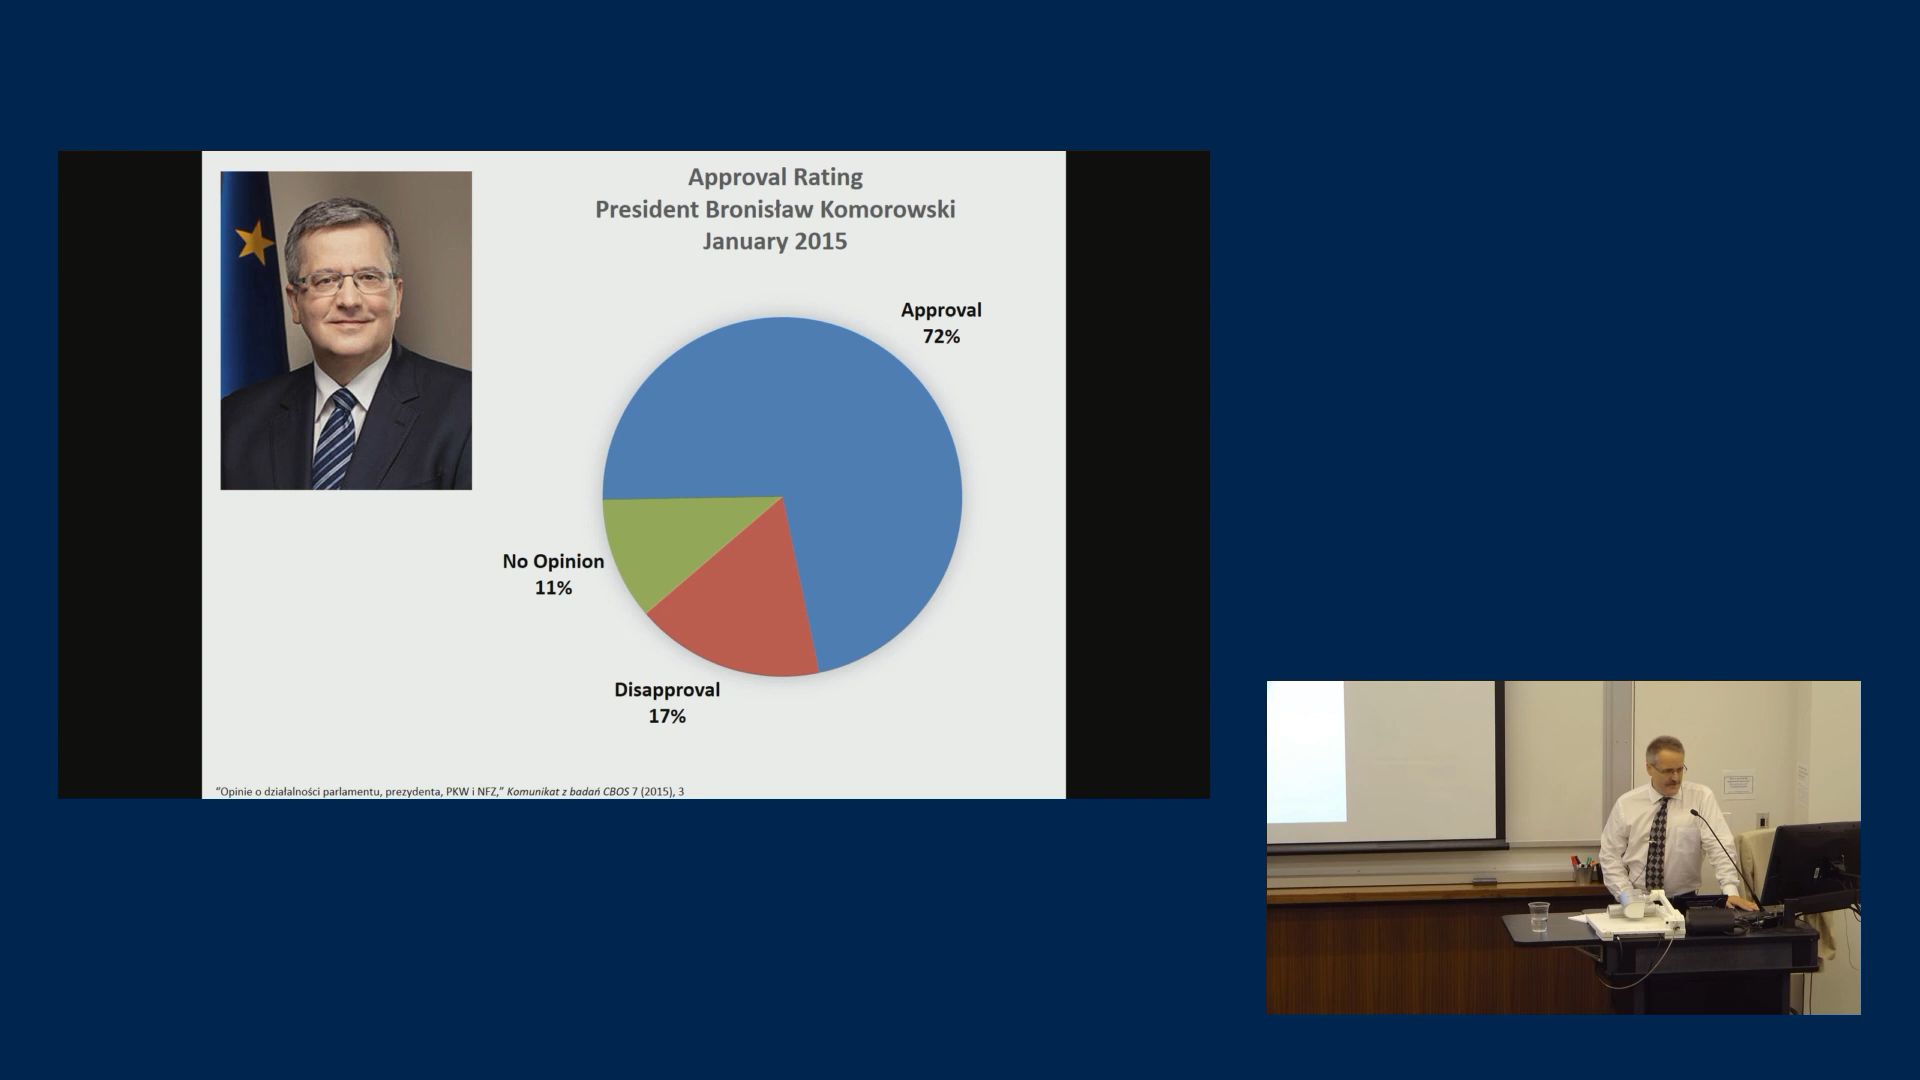 Approval Rating
President Bronisław Komorowski
January 2015
Approval
72%
No Opinion
11%
Disapproval
17%
“Opinie o działalności parlamentu, prezydenta, PKW i NFZ,” Komunikat z badań CBOS 7 (2015), 3